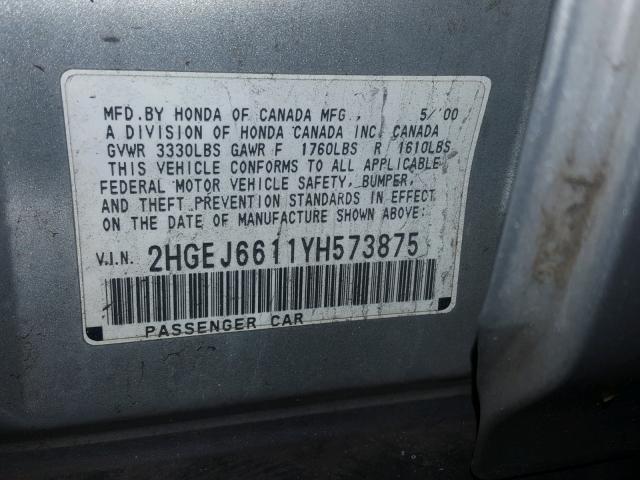 MFD.BY HONDA OF CANADA MFG., 5/'00
A DIVISION OF HONDA CANADA INC. CANADA
GVWR 3330LBS GAWR F 1760LBS R 1610LBS
THIS VEHICLE CONFORMS TO ALL APPLICABLE
FEDERAL MOTOR VEHICLE SAFETY, BUMPER,
AND THEFT PREVENTION STANDARDS IN EFFECT
ON THE DATE OF MANUFACTURE SHOWN ABOVE:
V.I.N. 2HGEJ6611YH573875
PASSENGER CAR